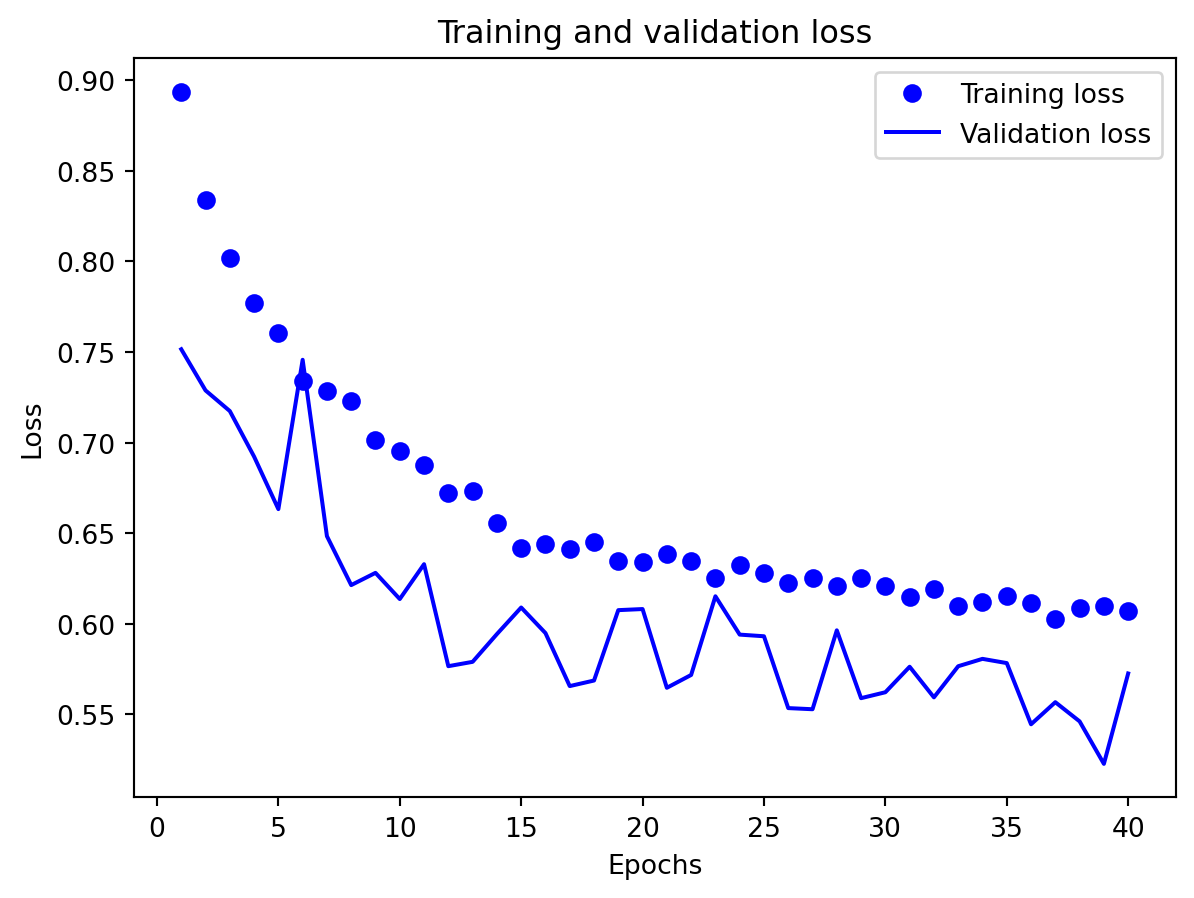 Training and validation loss
Training loss
Validation loss
0.90
0.85
0.80
0.75
0.70
0.65
0.60
0.55
Loss
0 5 10 15 20 25 30 35 40
Epochs